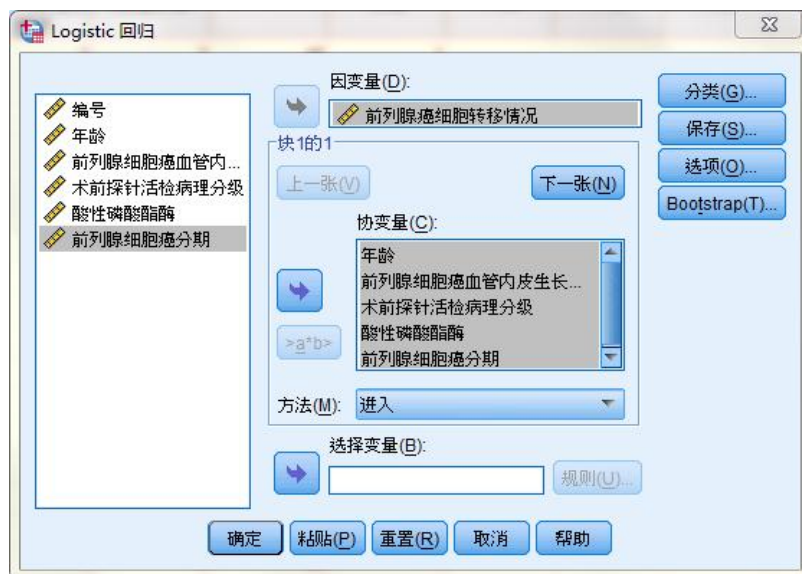 Logistic 回归
编号
年龄
前列腺细胞癌血管内...
术前探针活检病理分级
酸性磷酸酯酶
前列腺细胞癌分期
因变量(D):
前列腺癌细胞转移情况
块1的1
上一张(V)
下一张(N)
协变量(C):
年龄
前列腺细胞癌血管内皮生长...
术前探针活检病理分级
酸性磷酸酯酶
前列腺细胞癌分期
>a*b>
方法(M): 进入
选择变量(B):
规则(U)...
分类(G)...
保存(S)...
选项(O)...
Bootstrap(T)...
确定 粘贴(P) 重置(R) 取消 帮助